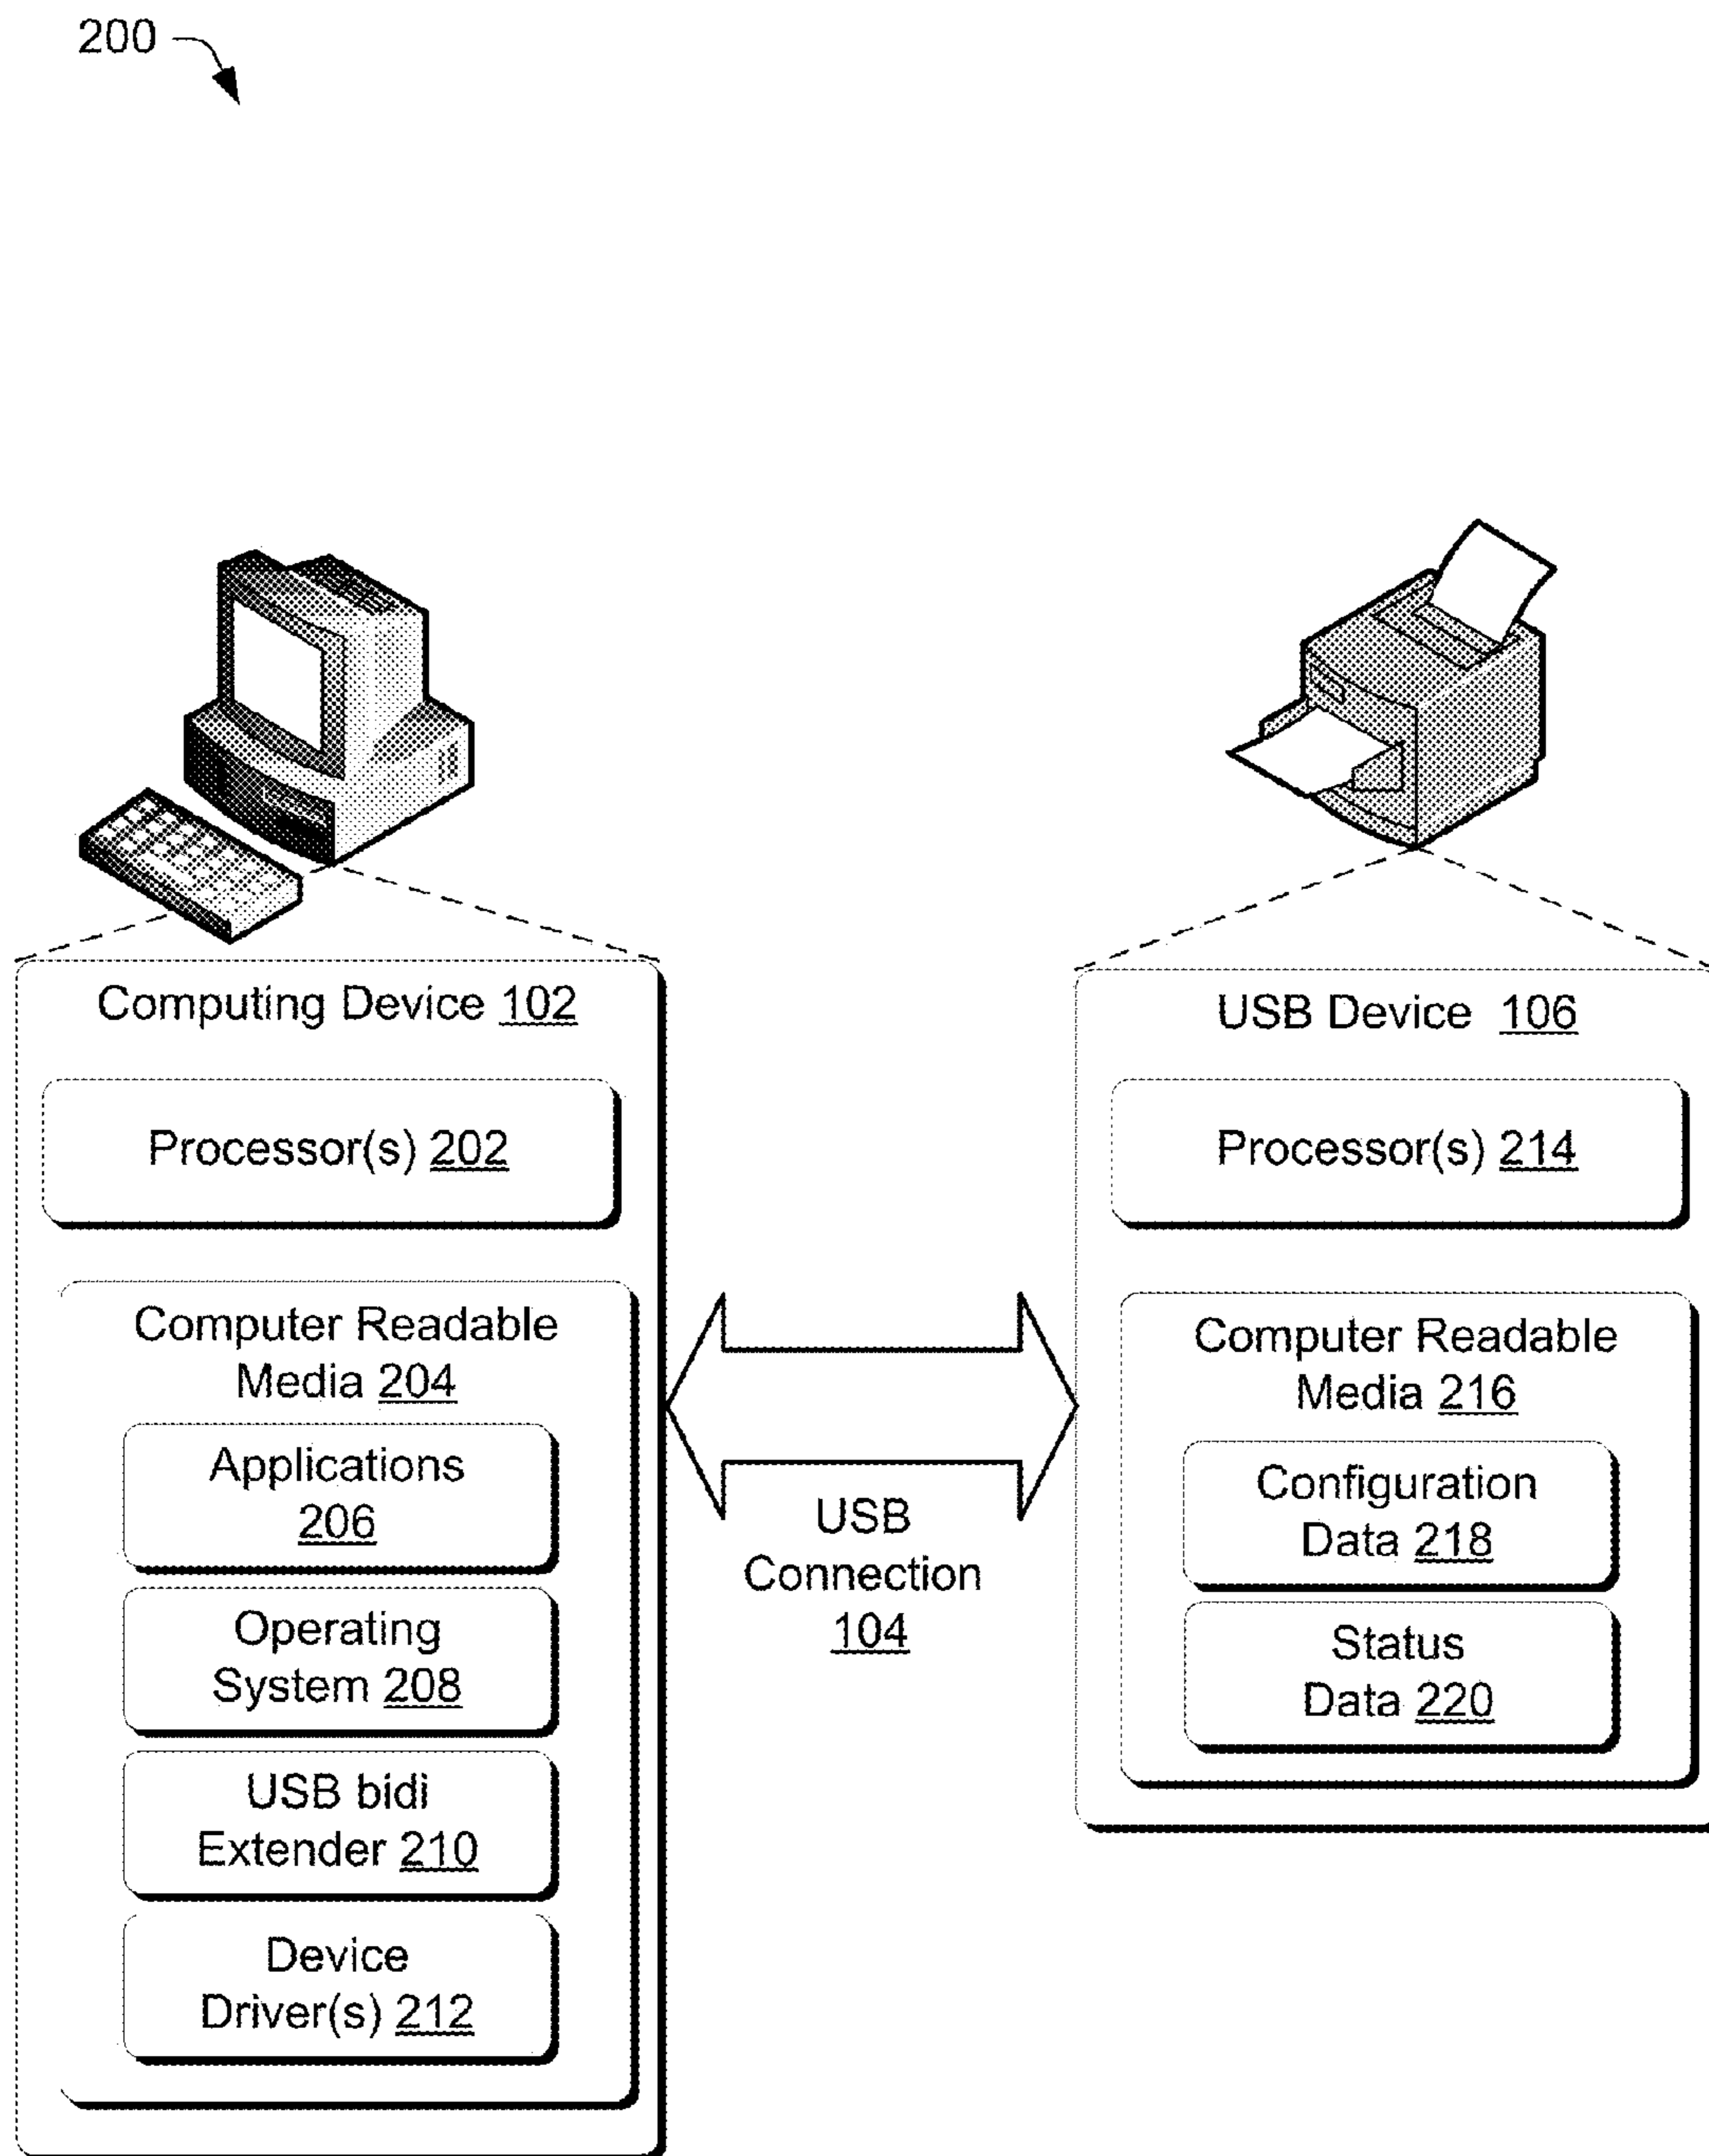 200
Computing Device 102
Processor(s) 202
Computer Readable
Media 204
Applications
206
Operating
System 208
USB bidi
Extender 210
Device
Driver(s) 212
USB
Connection
104
USB Device 106
Processor(s) 214
Computer Readable
Media 216
Configuration
Data 218
Status
Data 220